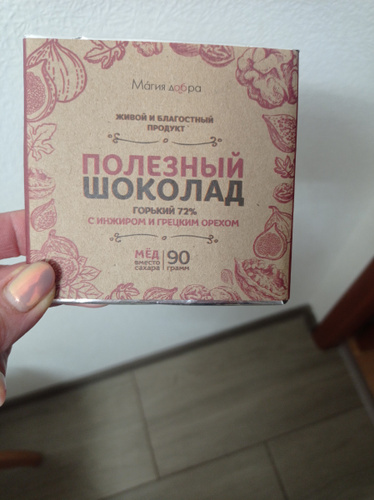 Магия добра
ЖИВОЙ И БЛАГОСТНЫЙ
ПРОДУКТ
ПОЛЕЗНЫЙ
ШОКОЛАД
ГОРЬКИЙ 72%
С ИНЖИРОМ И ГРЕЦКИМ ОРЕХОМ
МЁД
вместо
сахара
90
грамм